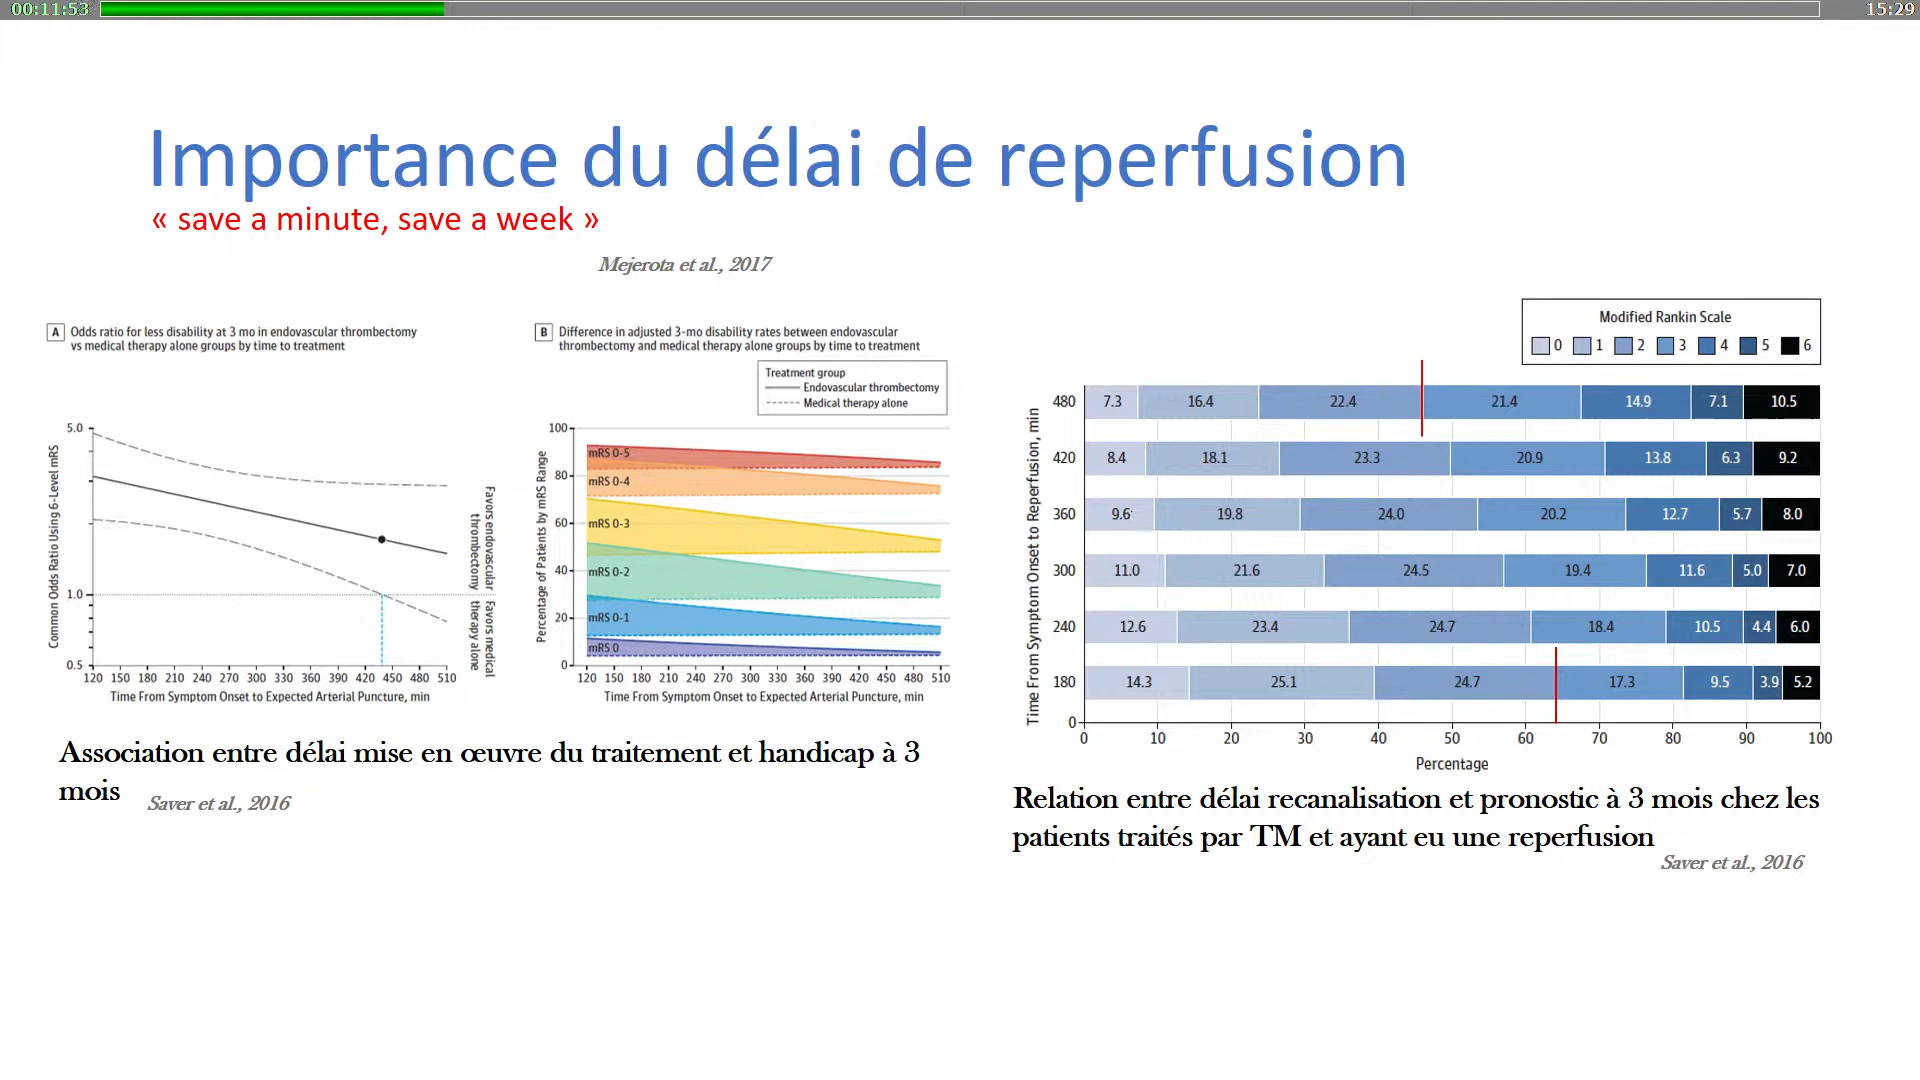 00:11:53
15:29
Importance du délai de reperfusion
« save a minute, save a week »
Mejerota et al., 2017
A Odds ratio for less disability at 3 mo in endovascular thrombectomy
vs medical therapy alone groups by time to treatment
Common Odds Ratio Using 6-Level mRS
5.0
1.0
0.5
120 150 180 210 240 270 300 330 360 390 420 450 480 510
Time From Symptom Onset to Expected Arterial Puncture, min
Favors endovascular
thrombectomy
Favors medical
therapy alone
B Difference in adjusted 3-mo disability rates between endovascular
thrombectomy and medical therapy alone groups by time to treatment
Treatment group
Endovascular thrombectomy
Medical therapy alone
Percentage of Patients by mRS Range
100
80
60
40
20
0
mRS 0-5
mRS 0-4
mRS 0-3
mRS 0-2
mRS 0-1
mRS 0
120 150 180 210 240 270 300 330 360 390 420 450 480 510
Time From Symptom Onset to Expected Arterial Puncture, min
Association entre délai mise en œuvre du traitement et handicap à 3
mois
Saver et al., 2016
Modified Rankin Scale
0 1 2 3 4 5 6
Time From Symptom Onset to Reperfusion, min
480 7.3 16.4 22.4 21.4 14.9 7.1 10.5
420 8.4 18.1 23.3 20.9 13.8 6.3 9.2
360 9.6 19.8 24.0 20.2 12.7 5.7 8.0
300 11.0 21.6 24.5 19.4 11.6 5.0 7.0
240 12.6 23.4 24.7 18.4 10.5 4.4 6.0
180 14.3 25.1 24.7 17.3 9.5 3.9 5.2
0
0 10 20 30 40 50 60 70 80 90 100
Percentage
Relation entre délai recanalisation et pronostic à 3 mois chez les
patients traités par TM et ayant eu une reperfusion
Saver et al., 2016